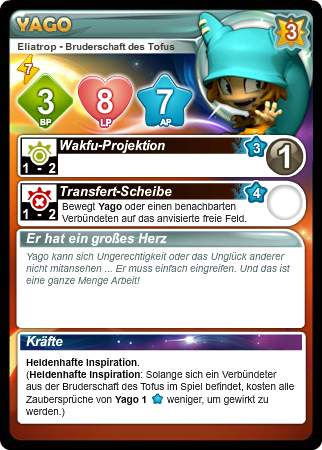 YAGO
3
Eliatrop - Bruderschaft des Tofus
7
3
BP
8
LP
7
AP
Wakfu-Projektion
3
1
1 - 2
Transfert-Scheibe
4
Bewegt Yago oder einen benachbarten
Verbündeten auf das anvisierte freie Feld.
1 - 2
Er hat ein großes Herz
Yago kann sich Ungerechtigkeit oder das Unglück anderer
nicht mitansehen ... Er muss einfach eingreifen. Und das ist
eine ganze Menge Arbeit!
Kräfte
Heldenhafte Inspiration.
(Heldenhafte Inspiration: Solange sich ein Verbündeter
aus der Bruderschaft des Tofus im Spiel befindet, kosten alle
Zaubersprüche von Yago 1 weniger, um gewirkt zu
werden.)